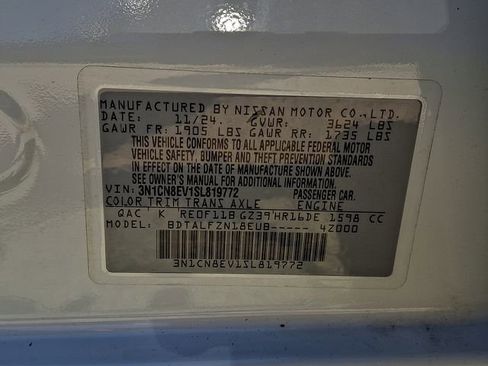 MANUFACTURED BY NISSAN MOTOR CO.,LTD.
DATE: 11/24. GVWR: 3624 LBS
GAWR FR: 1905 LBS GAWR RR: 1735 LBS
THIS VEHICLE CONFORMS TO ALL APPLICABLE FEDERAL MOTOR
VEHICLE SAFETY, BUMPER AND THEFT PREVENTION STANDARDS
IN EFFECT ON THE DATE OF MANUFACTURE SHOWN ABOVE.
SEE OWNER'S MANUAL FOR ADDITIONAL INFORMATION.
VIN: 3N1CN8EV1SL819772 PASSENGER CAR.
COLOR TRIM TRANS AXLE ENGINE
QAC K RE0F11B GZ39 HR16DE 1598 CC
MODEL: BDTALFZN18EUB----- 4Z000
3N1CN8EV1SL819772